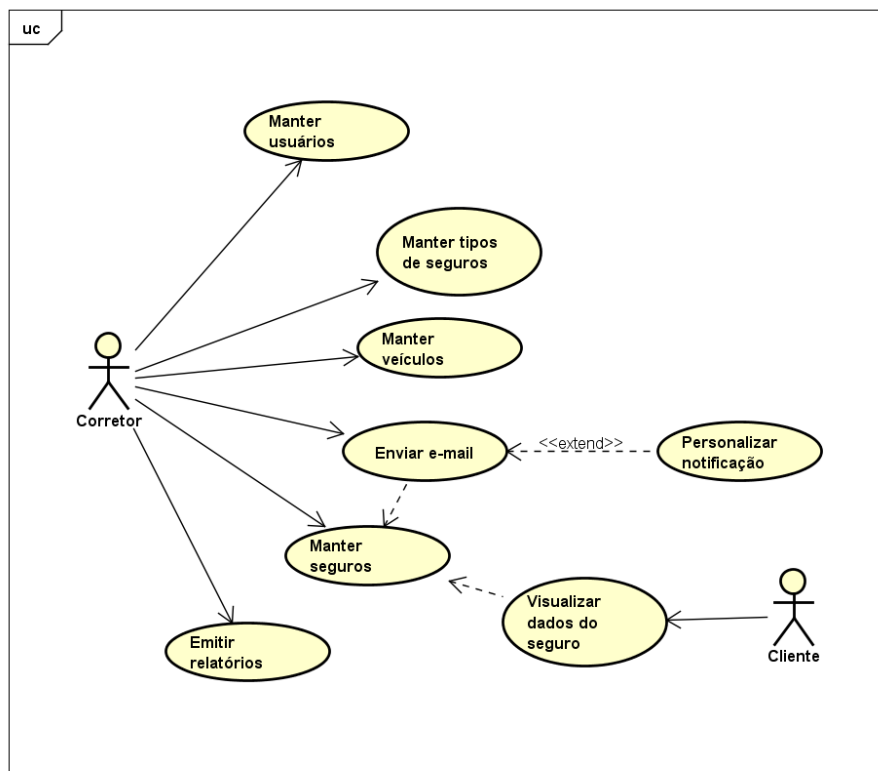 uc
Manter
usuários
Manter tipos
de seguros
Manter
veículos
Corretor
Enviar e-mail
<<extend>>
Personalizar
notificação
Manter
seguros
Visualizar
dados do
seguro
Cliente
Emitir
relatórios